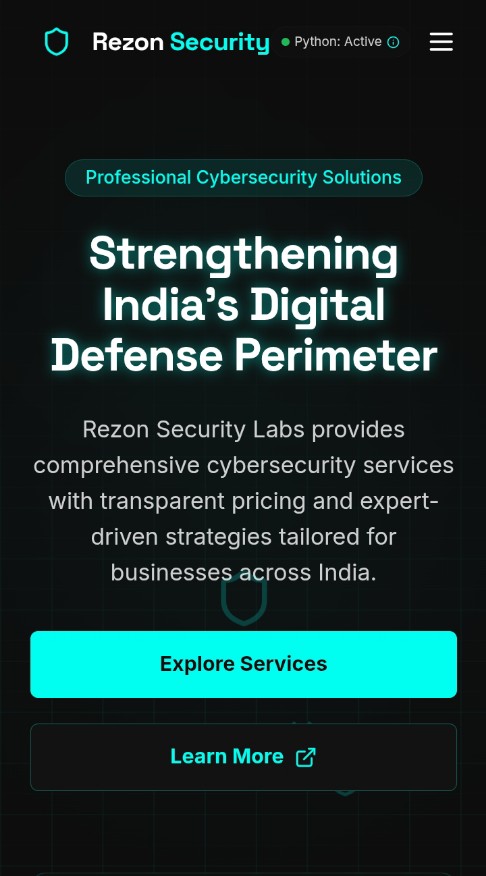 Rezon Security
Python: Active
Professional Cybersecurity Solutions
Strengthening
India's Digital
Defense Perimeter
Rezon Security Labs provides
comprehensive cybersecurity services
with transparent pricing and expert-
driven strategies tailored for
businesses across India.
Explore Services
Learn More